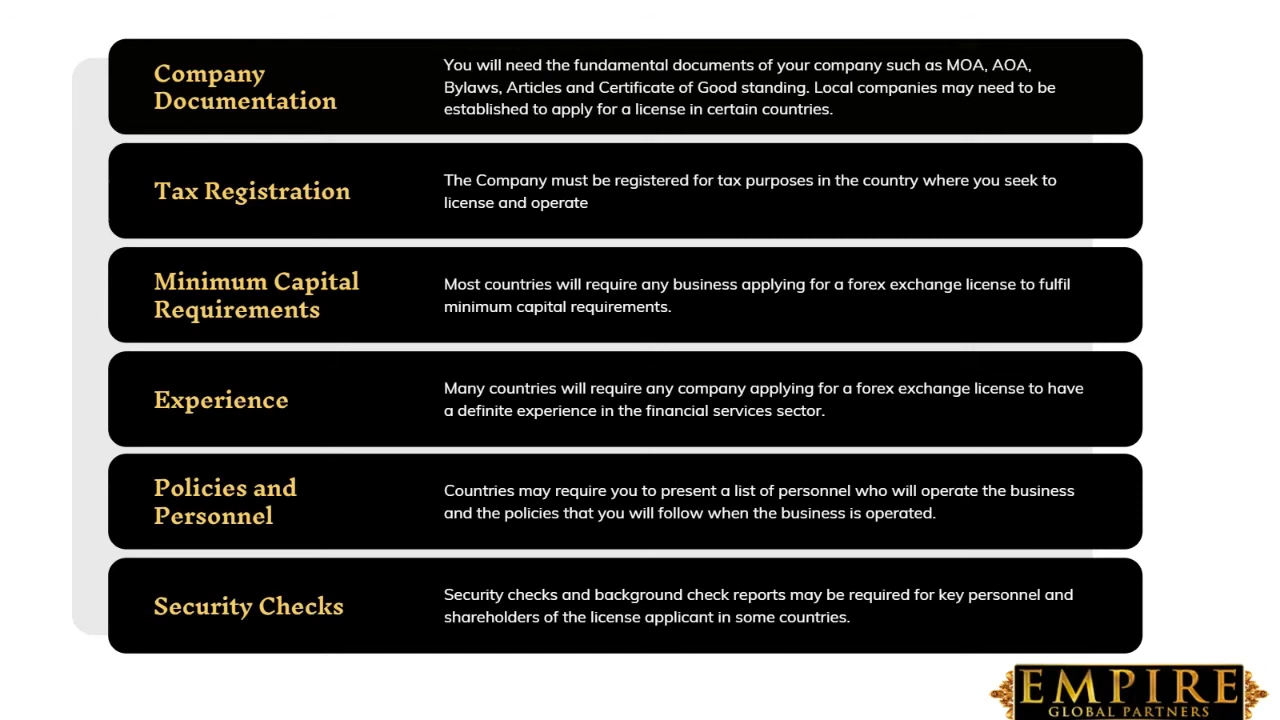 Company
Documentation
You will need the fundamental documents of your company such as MOA, AOA,
Bylaws, Articles and Certificate of Good standing. Local companies may need to be
established to apply for a license in certain countries.
Tax Registration
The Company must be registered for tax purposes in the country where you seek to
license and operate
Minimum Capital
Requirements
Most countries will require any business applying for a forex exchange license to fulfil
minimum capital requirements.
Experience
Many countries will require any company applying for a forex exchange license to have
a definite experience in the financial services sector.
Policies and
Personnel
Countries may require you to present a list of personnel who will operate the business
and the policies that you will follow when the business is operated.
Security Checks
Security checks and background check reports may be required for key personnel and
shareholders of the license applicant in some countries.
EMPIRE
GLOBAL PARTNERS